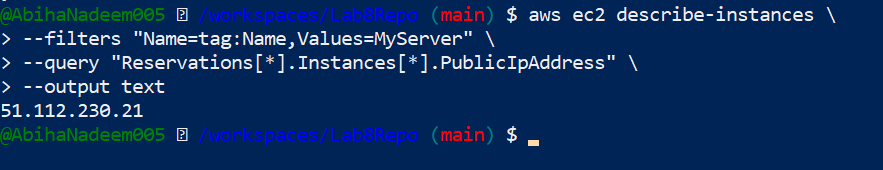 @AbihaNadeem005 /workspaces/Lab8Repo (main) $ aws ec2 describe-instances \
> --filters "Name=tag:Name,Values=MyServer" \
> --query "Reservations[*].Instances[*].PublicIpAddress" \
> --output text
51.112.230.21
@AbihaNadeem005 /workspaces/Lab8Repo (main) $